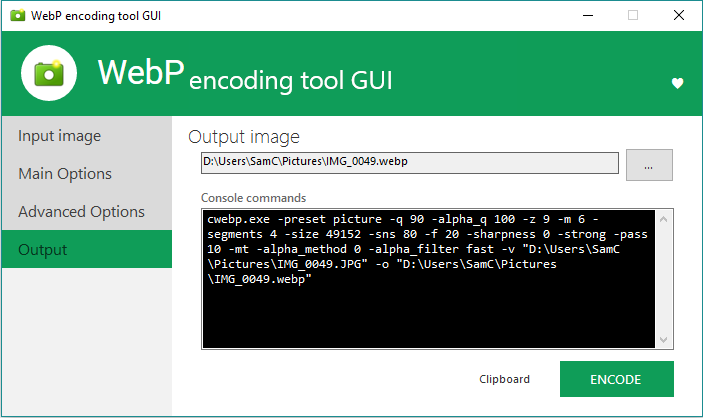 WebP encoding tool GUI
WebP encoding tool GUI
Input image
Main Options
Advanced Options
Output
Output image
D:\Users\SamC\Pictures\IMG_0049.webp
...
Console commands
cwebp.exe -preset picture -q 90 -alpha_q 100 -z 9 -m 6 -
segments 4 -size 49152 -sns 80 -f 20 -sharpness 0 -strong -pass
10 -mt -alpha_method 0 -alpha_filter fast -v "D:\Users\SamC
\Pictures\IMG_0049.JPG" -o "D:\Users\SamC\Pictures
\IMG_0049.webp"
Clipboard
ENCODE